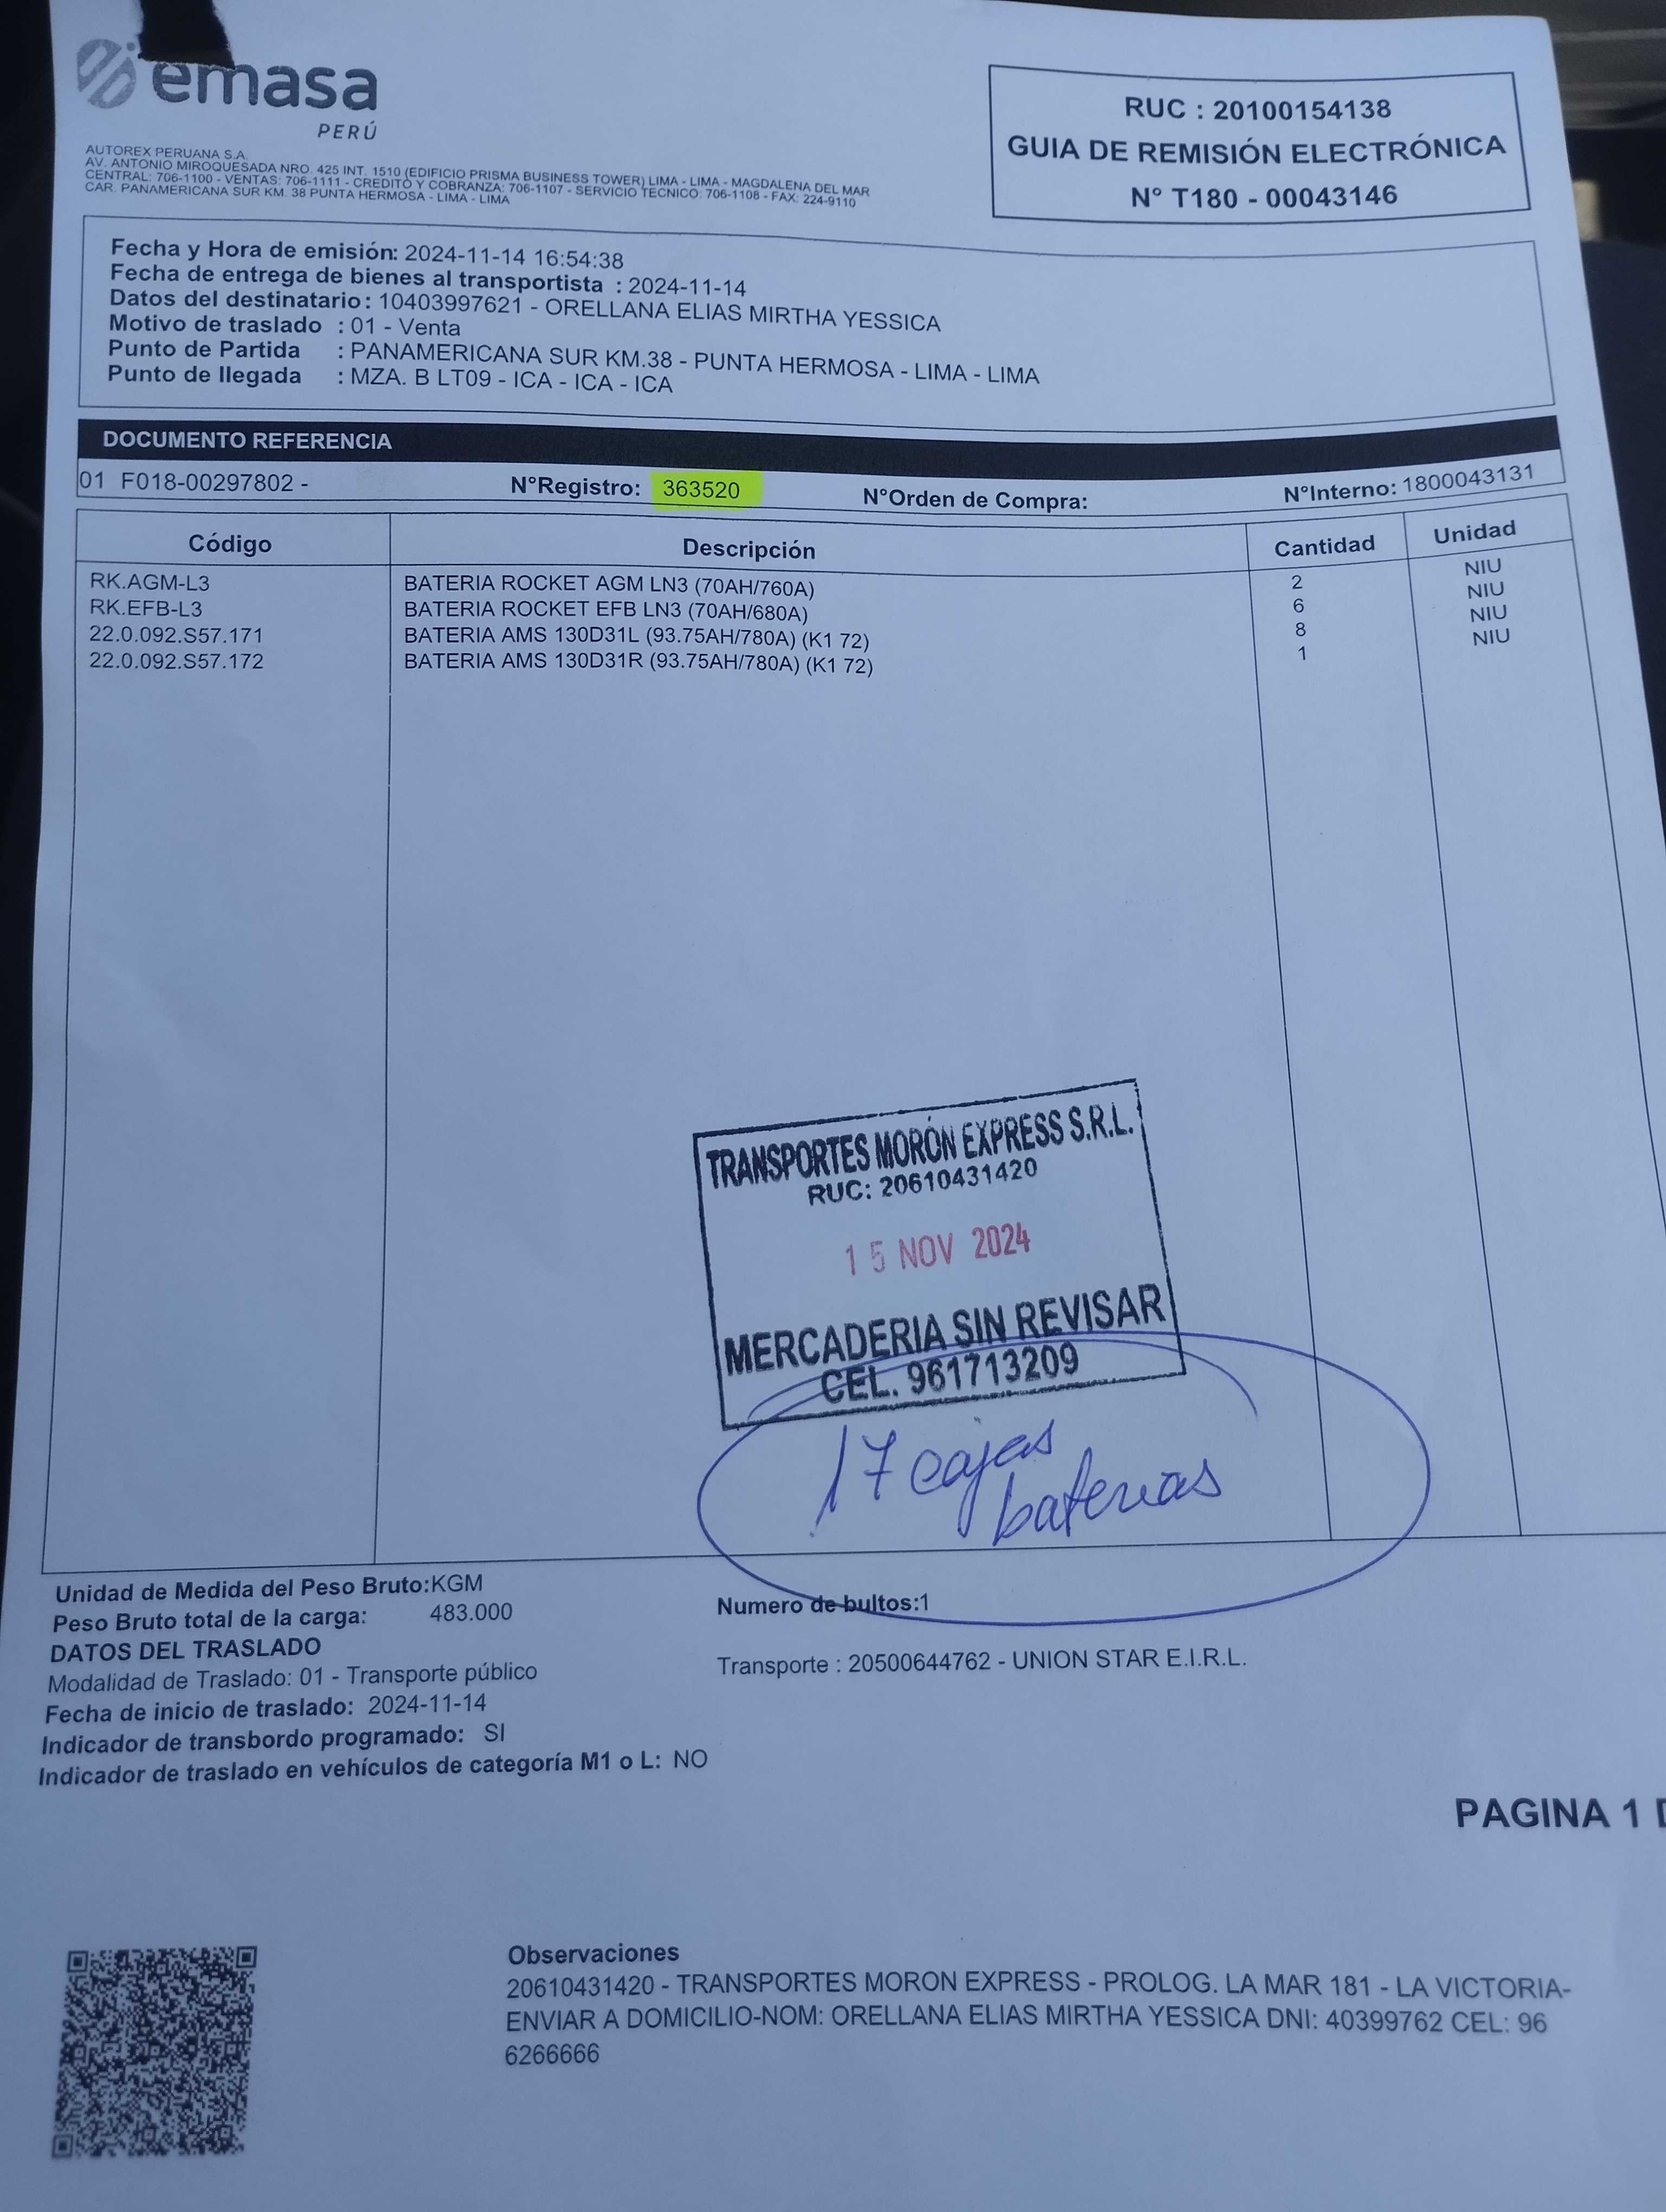 emasa
PERÚ
AUTOREX PERUANA S.A.
AV. ANTONIO MIROQUESADA NRO. 425 INT. 1510 (EDIFICIO PRISMA BUSINESS TOWER) LIMA - LIMA - MAGDALENA DEL MAR
CENTRAL: 706-1100 - VENTAS: 706-1111 - CREDITO Y COBRANZA: 706-1107 - SERVICIO TECNICO: 706-1108 - FAX: 224-9110
CAR. PANAMERICANA SUR KM. 38 PUNTA HERMOSA - LIMA - LIMA
RUC : 20100154138
GUIA DE REMISIÓN ELECTRÓNICA
N° T180 - 00043146
Fecha y Hora de emisión: 2024-11-14 16:54:38
Fecha de entrega de bienes al transportista : 2024-11-14
Datos del destinatario: 10403997621 - ORELLANA ELIAS MIRTHA YESSICA
Motivo de traslado : 01 - Venta
Punto de Partida : PANAMERICANA SUR KM.38 - PUNTA HERMOSA - LIMA - LIMA
Punto de llegada : MZA. B LT09 - ICA - ICA - ICA
DOCUMENTO REFERENCIA
01 F018-00297802 - N°Registro: 363520 N°Orden de Compra: N°Interno: 1800043131
Código Descripción Cantidad Unidad
RK.AGM-L3 BATERIA ROCKET AGM LN3 (70AH/760A) 2 NIU
RK.EFB-L3 BATERIA ROCKET EFB LN3 (70AH/680A) 6 NIU
22.0.092.S57.171 BATERIA AMS 130D31L (93.75AH/780A) (K1 72) 8 NIU
22.0.092.S57.172 BATERIA AMS 130D31R (93.75AH/780A) (K1 72) 1 NIU
TRANSPORTES MORÓN EXPRESS S.R.L.
RUC: 20610431420
15 NOV 2024
MERCADERIA SIN REVISAR
CEL. 961713209
17 cajas
baterias
Unidad de Medida del Peso Bruto:KGM
Peso Bruto total de la carga: 483.000 Numero de bultos:1
DATOS DEL TRASLADO
Modalidad de Traslado: 01 - Transporte público Transporte : 20500644762 - UNION STAR E.I.R.L.
Fecha de inicio de traslado: 2024-11-14
Indicador de transbordo programado: SI
Indicador de traslado en vehículos de categoría M1 o L: NO
PAGINA 1 D
Observaciones
20610431420 - TRANSPORTES MORON EXPRESS - PROLOG. LA MAR 181 - LA VICTORIA-
ENVIAR A DOMICILIO-NOM: ORELLANA ELIAS MIRTHA YESSICA DNI: 40399762 CEL: 96
6266666